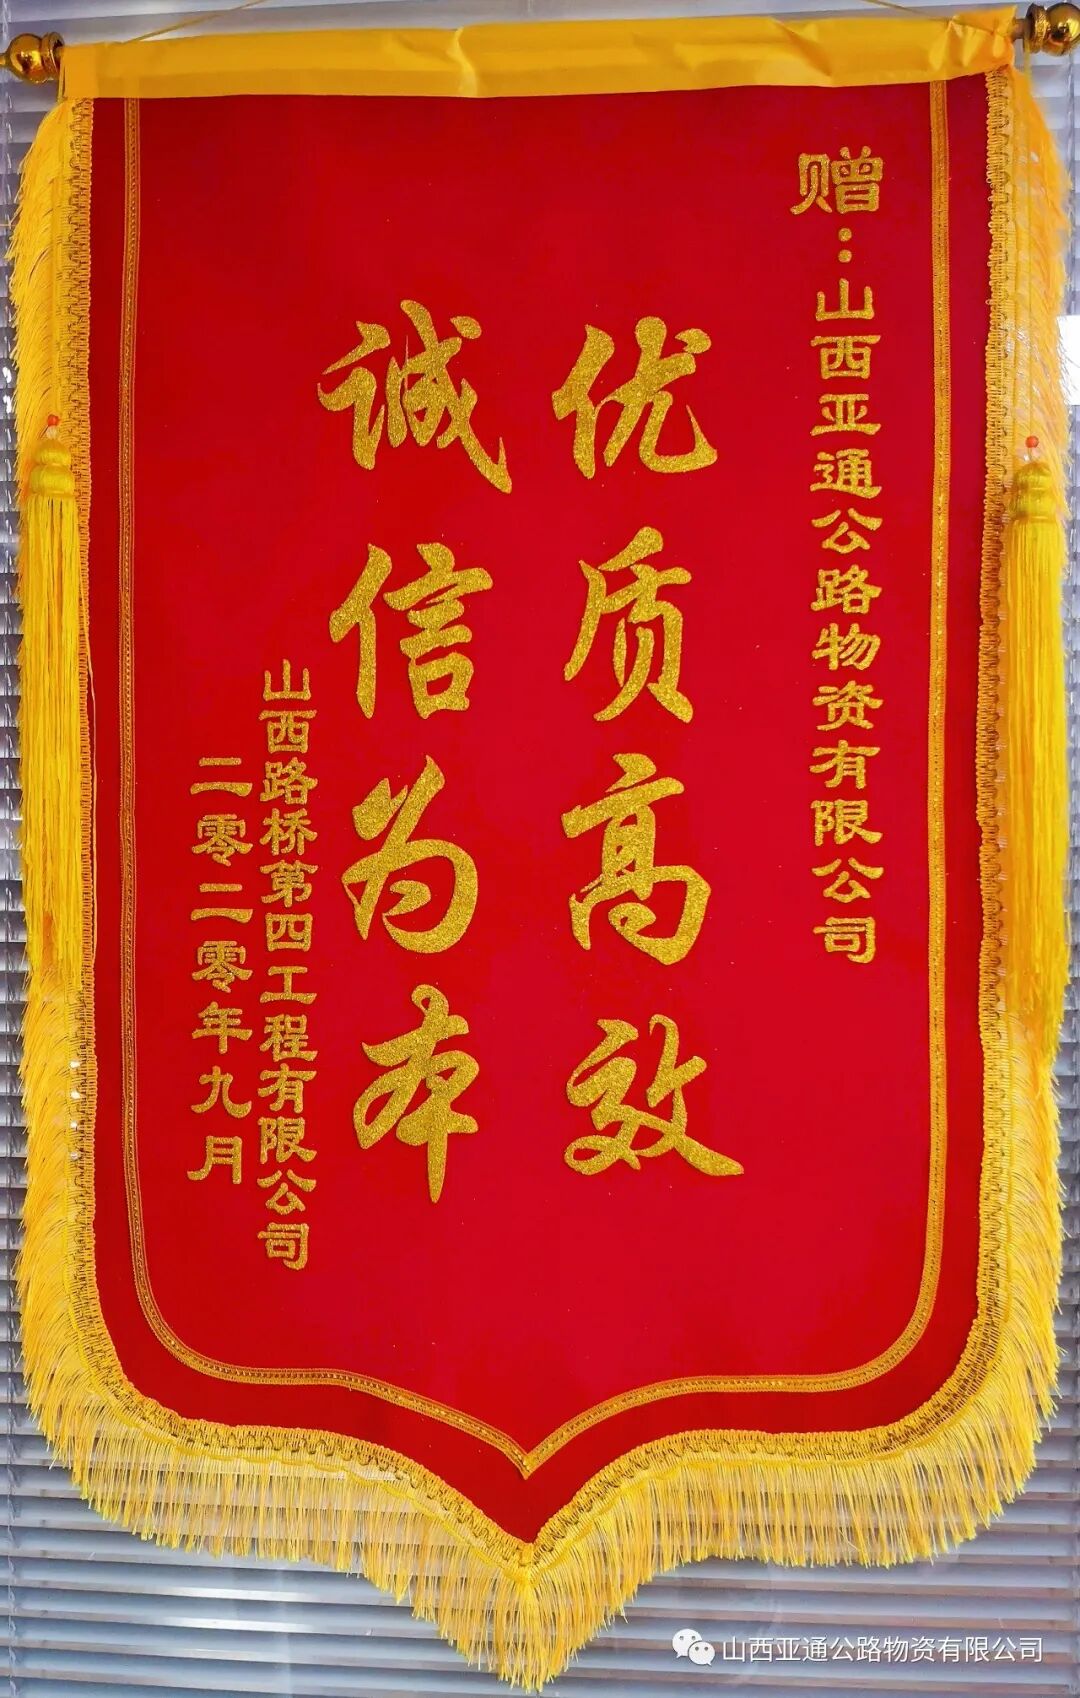 赠：山西亚通公路物资有限公司
优质高效
诚信为本
山西路桥第四工程有限公司
二零二零年九月
山西亚通公路物资有限公司